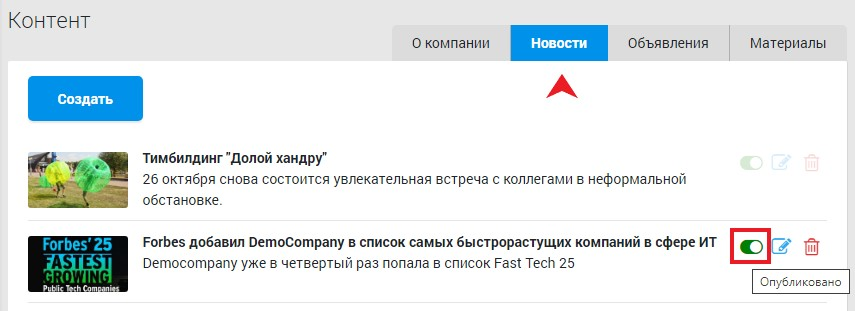 Контент
О компании
Новости
Объявления
Материалы
Создать
Тимбилдинг "Долой хандру"
26 октября снова состоится увлекательная встреча с коллегами в неформальной
обстановке.
Forbes' 25
FASTEST
GROWING
Public Tech Companies
Forbes добавил DemoCompany в список самых быстрорастущих компаний в сфере ИТ
Democompany уже в четвертый раз попала в список Fast Tech 25
Опубликовано